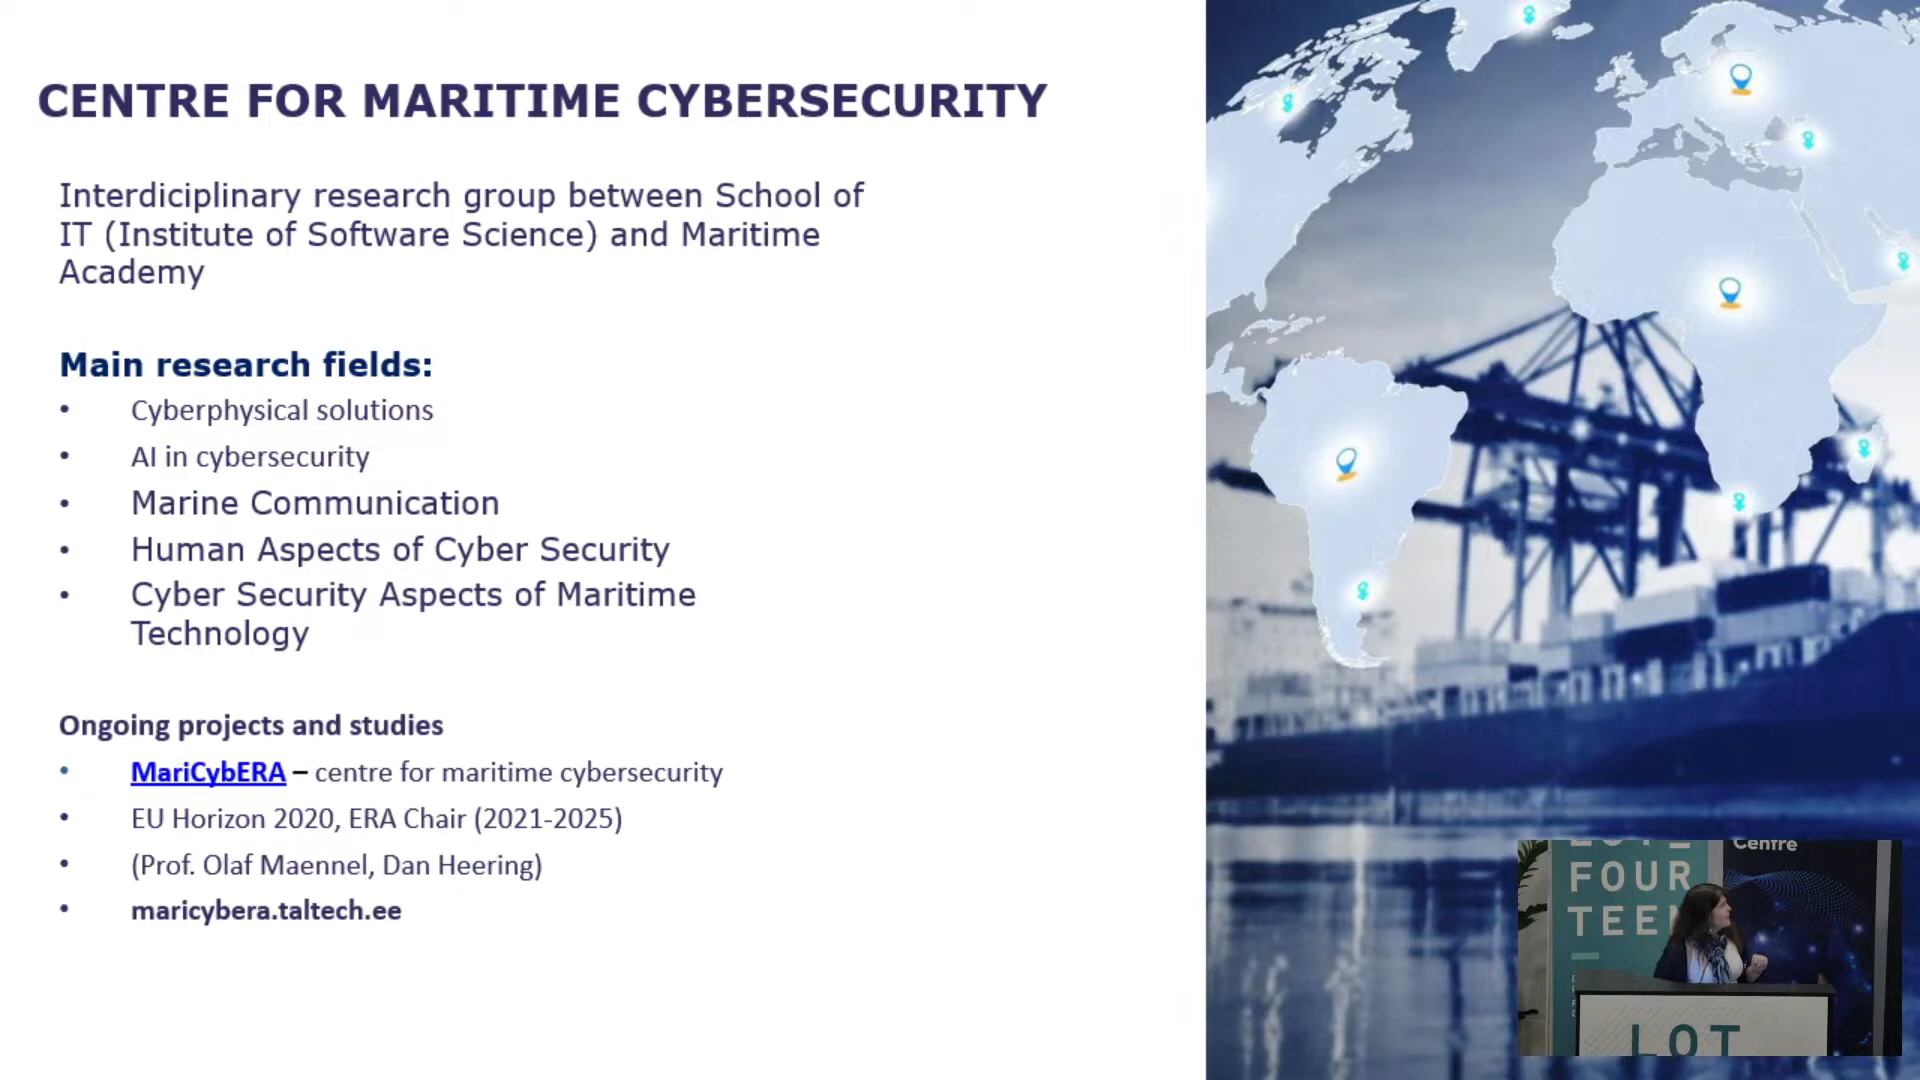 CENTRE FOR MARITIME CYBERSECURITY
Interdiciplinary research group between School of
IT (Institute of Software Science) and Maritime
Academy
Main research fields:
• Cyberphysical solutions
• AI in cybersecurity
• Marine Communication
• Human Aspects of Cyber Security
• Cyber Security Aspects of Maritime
Technology
Ongoing projects and studies
• MariCybERA – centre for maritime cybersecurity
• EU Horizon 2020, ERA Chair (2021-2025)
• (Prof. Olaf Maennel, Dan Heering)
• maricybera.taltech.ee
Centre
FOUR
TEEN
LOT